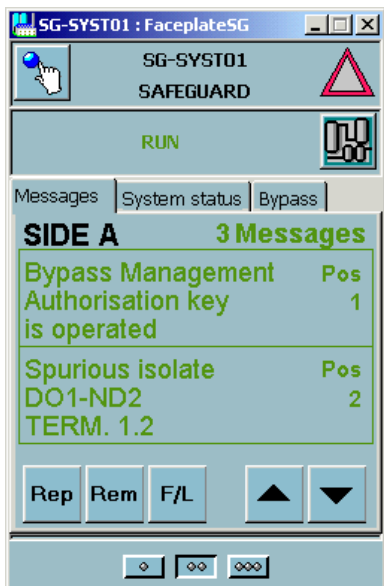 SG-SYST01 : FaceplateSG
SG-SYST01
SAFEGUARD
RUN
Messages System status Bypass
SIDE A 3 Messages
Bypass Management Pos
Authorisation key 1
is operated
Spurious isolate Pos
DO1-ND2 2
TERM. 1.2
Rep Rem F/L